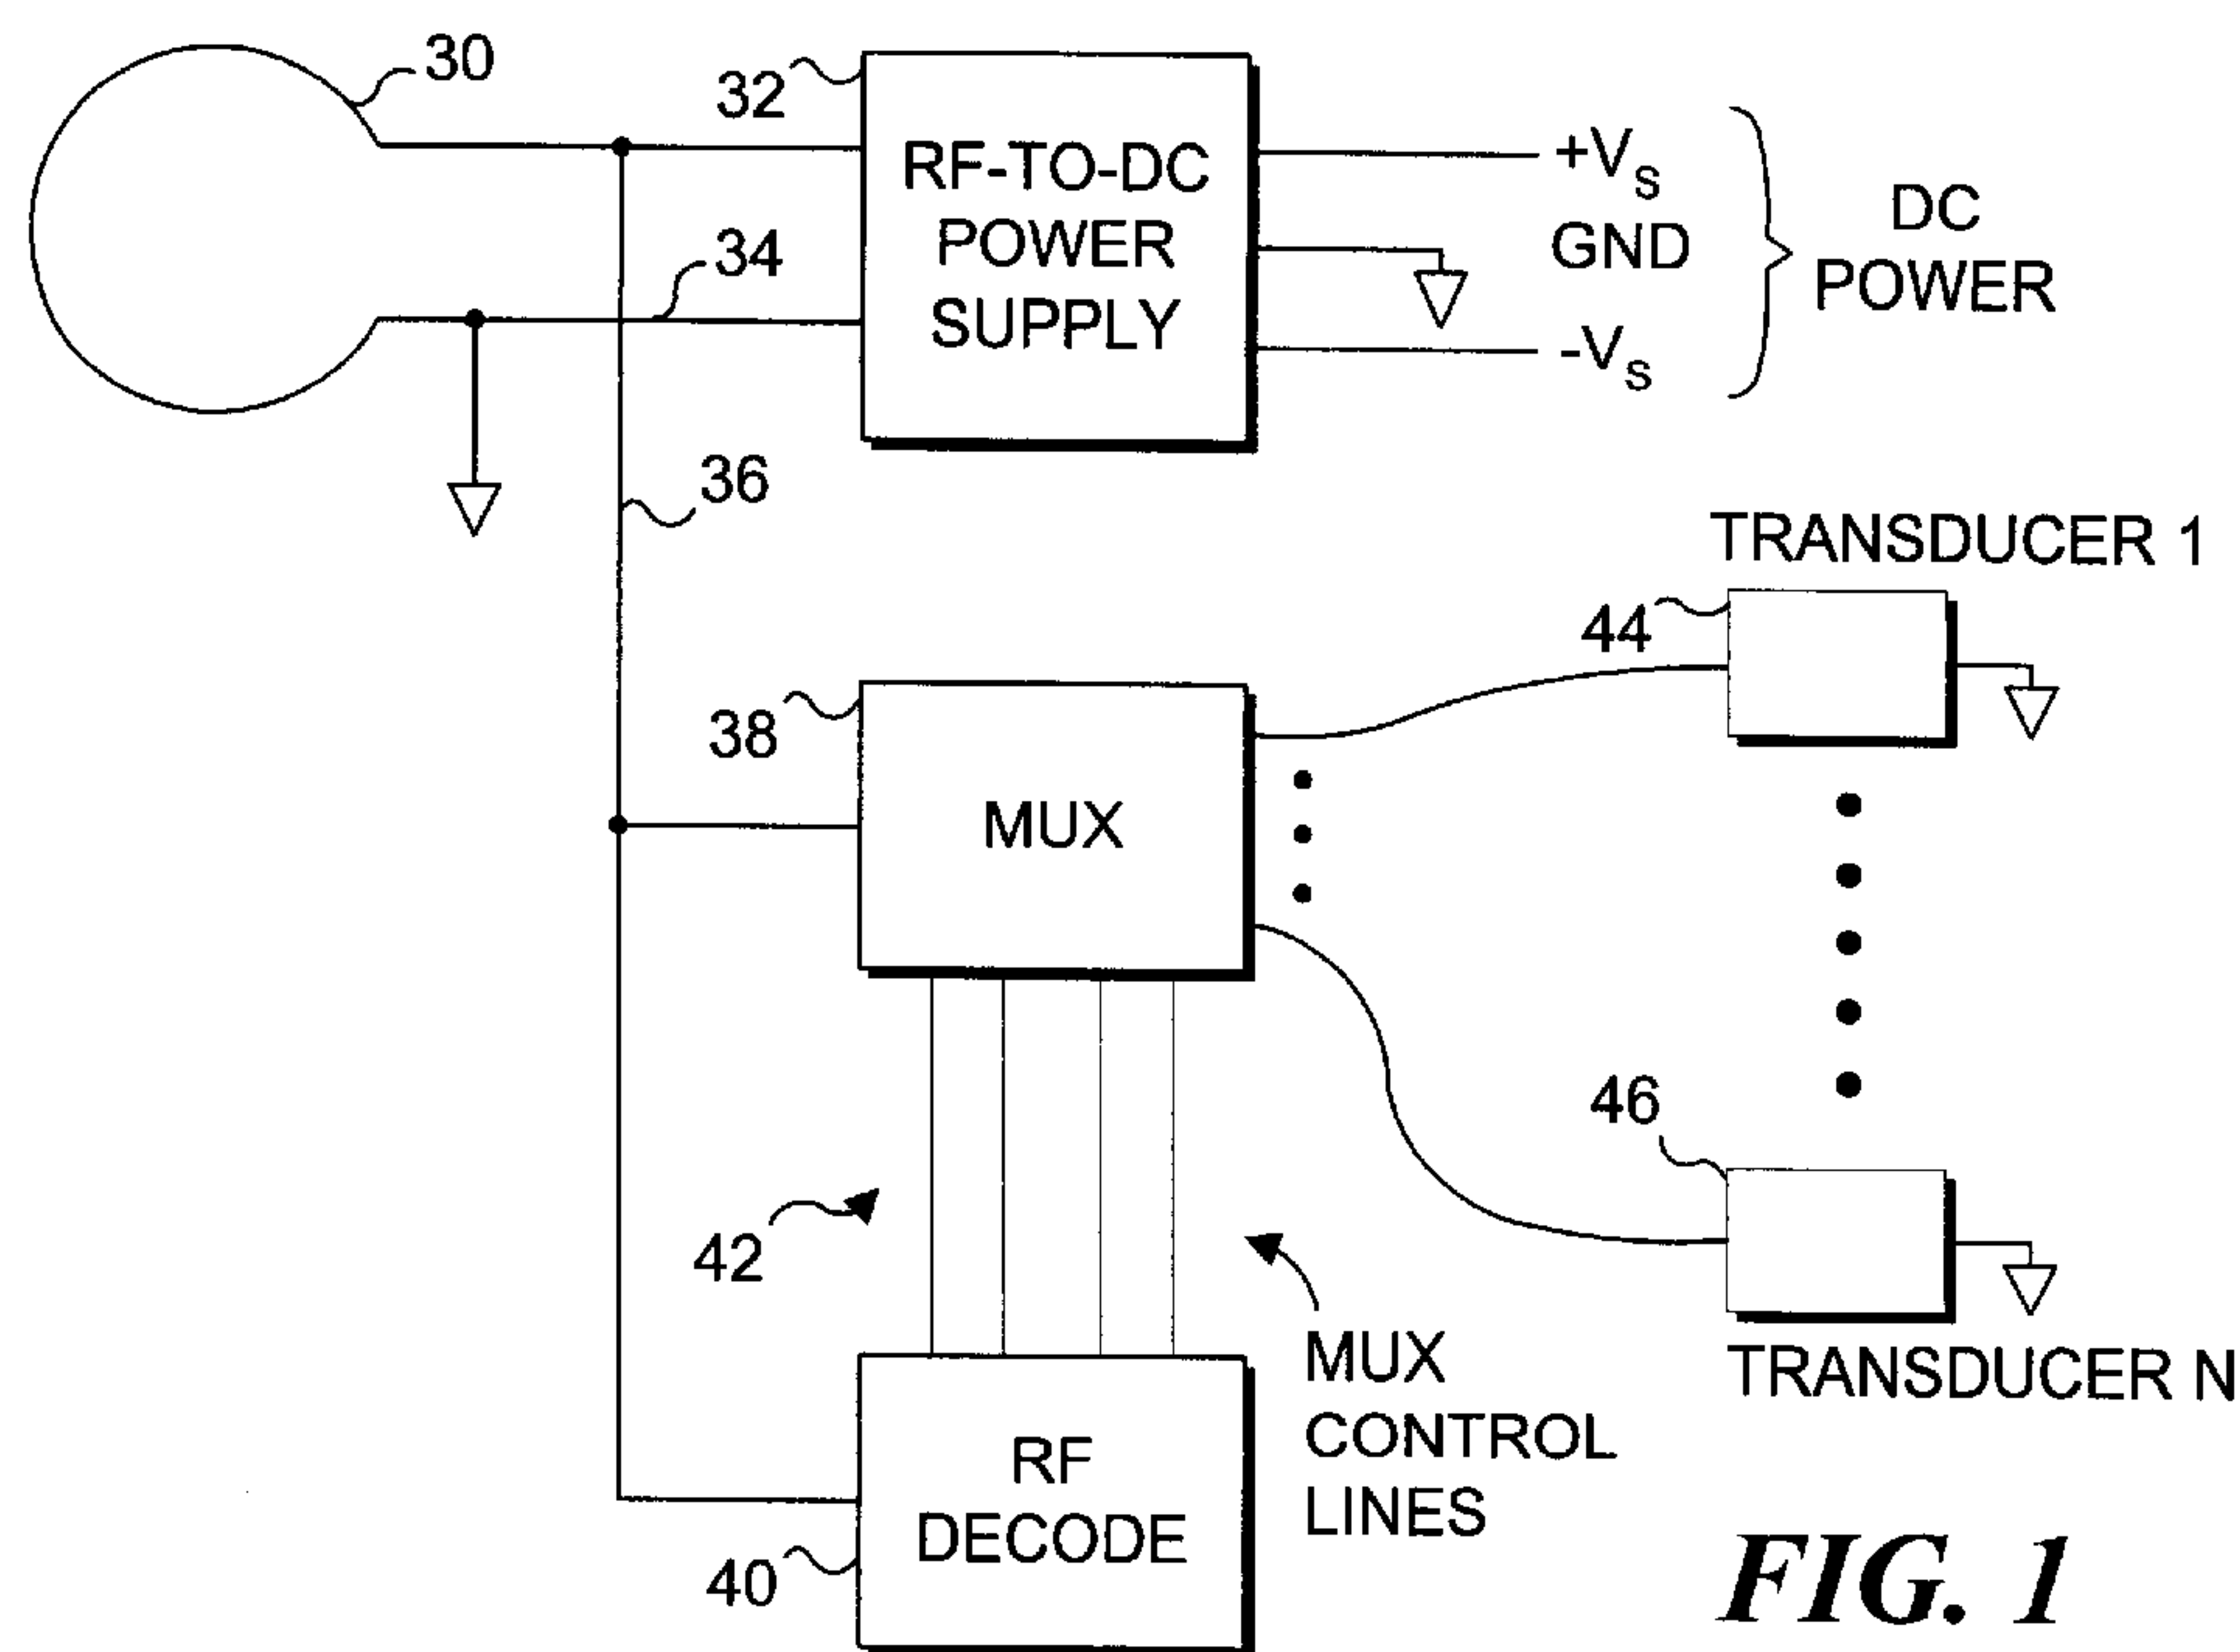 30
32
RF-TO-DC
POWER
SUPPLY
+VS
GND
-VS
DC
POWER
34
36
TRANSDUCER 1
44
38
MUX
46
42
MUX
CONTROL
LINES
TRANSDUCER N
RF
DECODE
40
FIG. 1